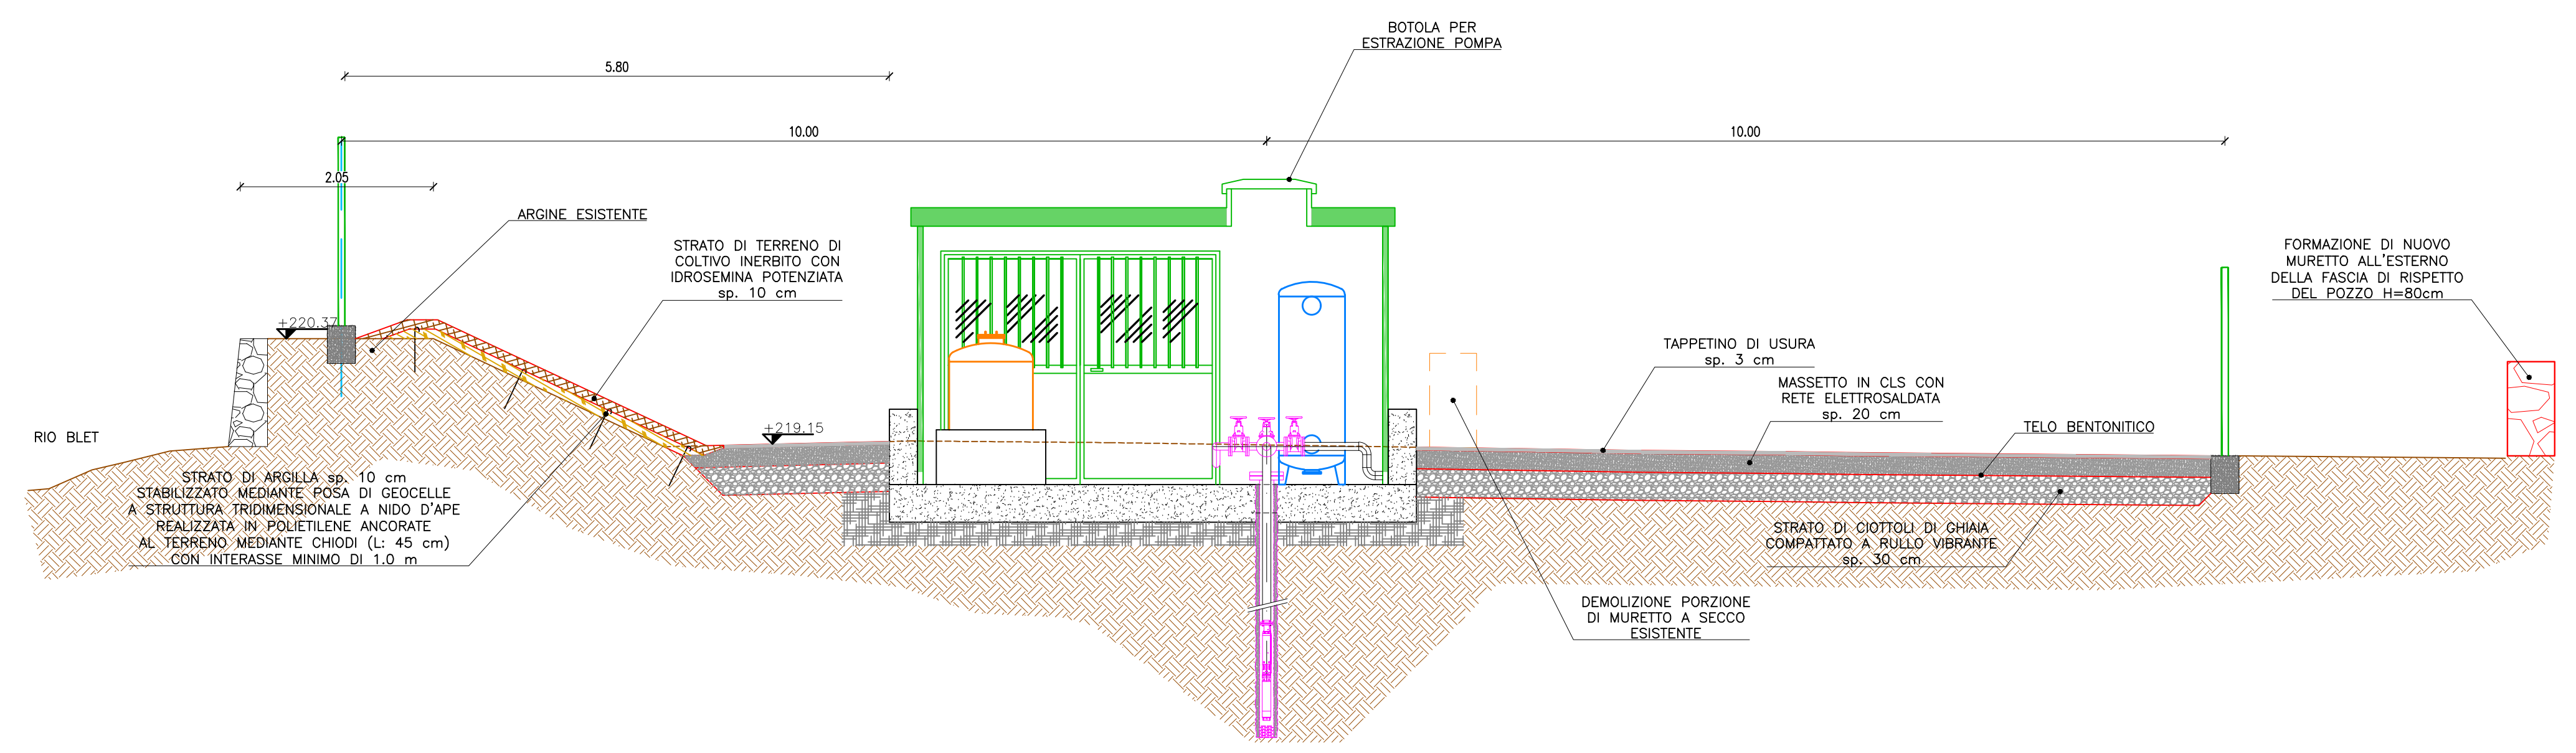 BOTOLA PER
ESTRAZIONE POMPA
5.80
10.00
10.00
2.05
ARGINE ESISTENTE
STRATO DI TERRENO DI
COLTIVO INERBITO CON
IDROSEMINA POTENZIATA
sp. 10 cm
FORMAZIONE DI NUOVO
MURETTO ALL'ESTERNO
DELLA FASCIA DI RISPETTO
DEL POZZO H=80cm
+220.37
TAPPETINO DI USURA
sp. 3 cm
MASSETTO IN CLS CON
RETE ELETTROSALDATA
sp. 20 cm
TELO BENTONITICO
+219.15
RIO BLET
STRATO DI ARGILLA sp. 10 cm
STABILIZZATO MEDIANTE POSA DI GEOCELLE
A STRUTTURA TRIDIMENSIONALE A NIDO D'APE
REALIZZATA IN POLIETILENE ANCORATE
AL TERRENO MEDIANTE CHIODI (L: 45 cm)
CON INTERASSE MINIMO DI 1.0 m
STRATO DI CIOTTOLI DI GHIAIA
COMPATTATO A RULLO VIBRANTE
sp. 30 cm
DEMOLIZIONE PORZIONE
DI MURETTO A SECCO
ESISTENTE